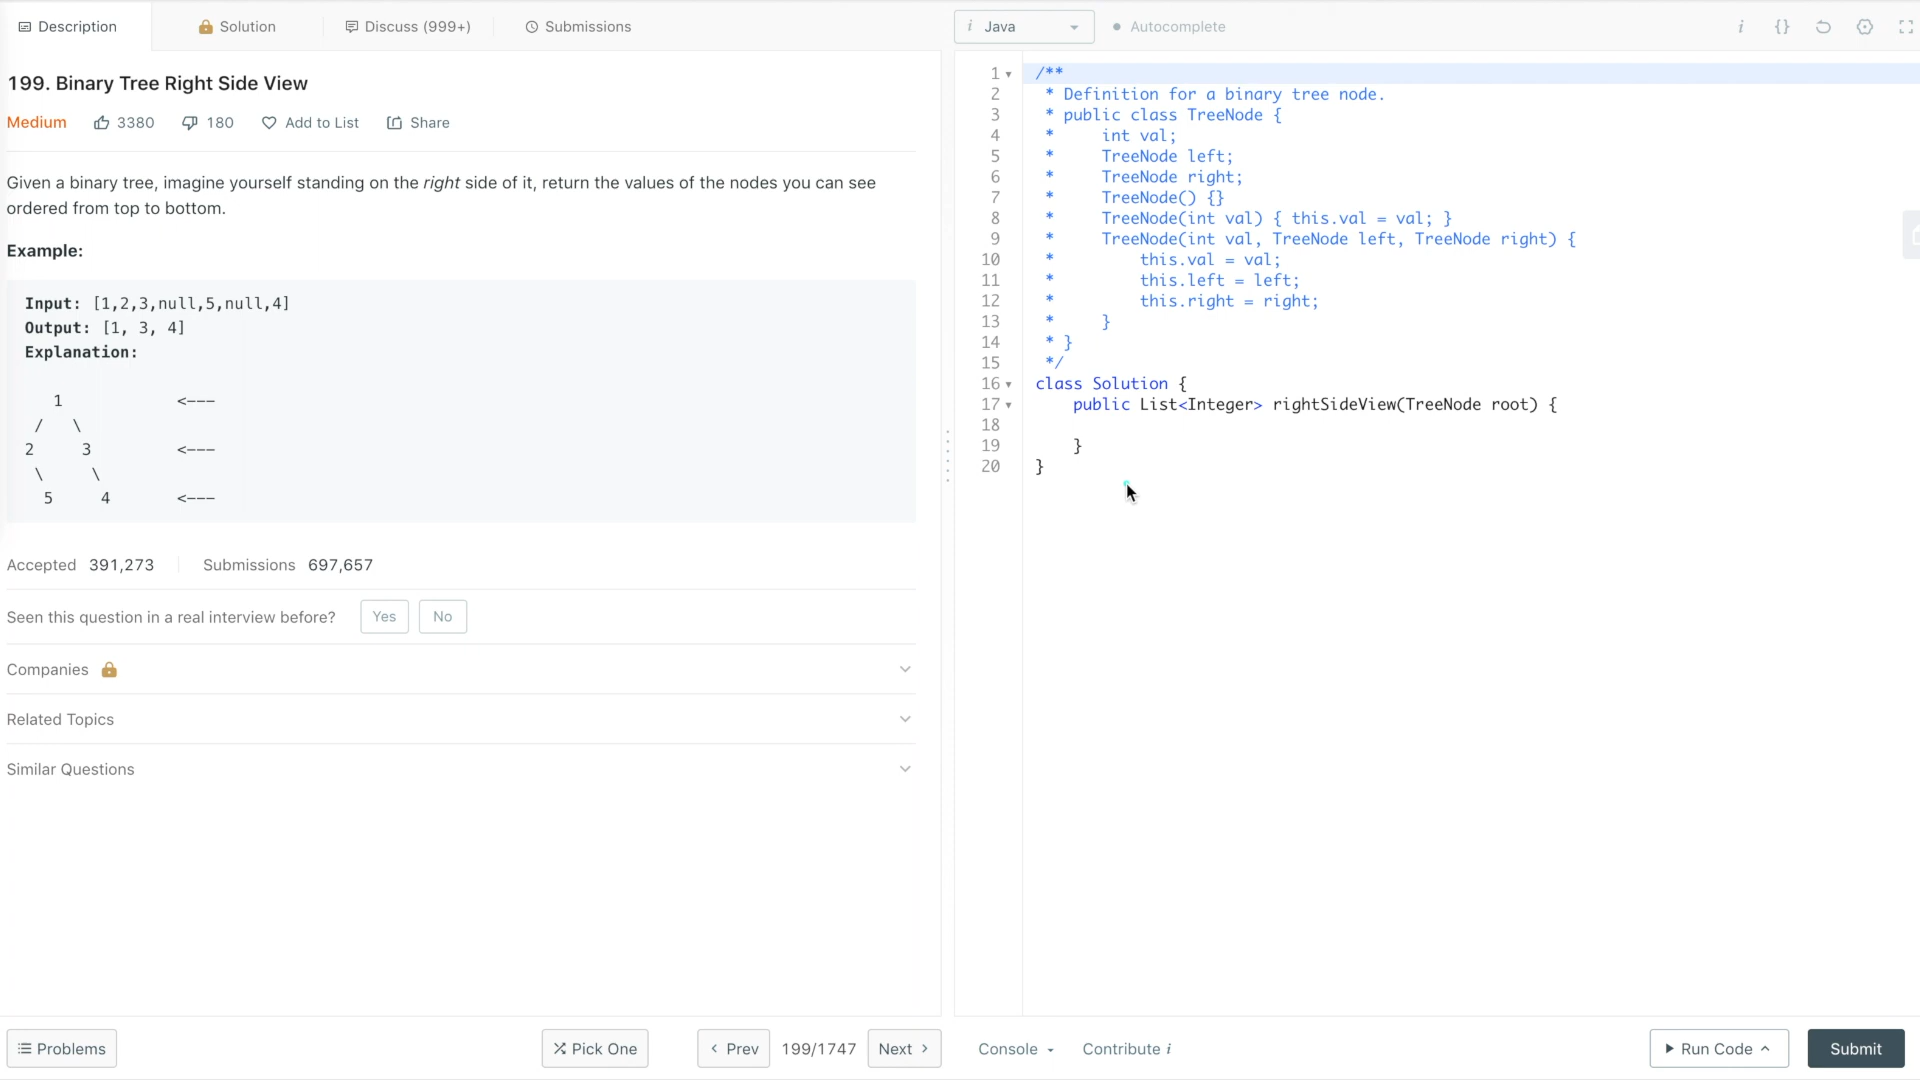 Description
Solution
Discuss (999+)
Submissions
199. Binary Tree Right Side View
Medium 3380 180 Add to List Share
Given a binary tree, imagine yourself standing on the right side of it, return the values of the nodes you can see
ordered from top to bottom.
Example:
Input: [1,2,3,null,5,null,4]
Output: [1, 3, 4]
Explanation:
1 <---
/ \
2 3 <---
\ \
5 4 <---
Accepted 391,273 Submissions 697,657
Seen this question in a real interview before? Yes No
Companies
Related Topics
Similar Questions
Problems
Pick One
‹ Prev 199/1747 Next ›
i Java
Autocomplete
i {}
1 /**
2 * Definition for a binary tree node.
3 * public class TreeNode {
4 * int val;
5 * TreeNode left;
6 * TreeNode right;
7 * TreeNode() {}
8 * TreeNode(int val) { this.val = val; }
9 * TreeNode(int val, TreeNode left, TreeNode right) {
10 * this.val = val;
11 * this.left = left;
12 * this.right = right;
13 * }
14 * }
15 */
16 class Solution {
17 public List<Integer> rightSideView(TreeNode root) {
18
19 }
20 }
Console
Contribute i
Run Code
Submit